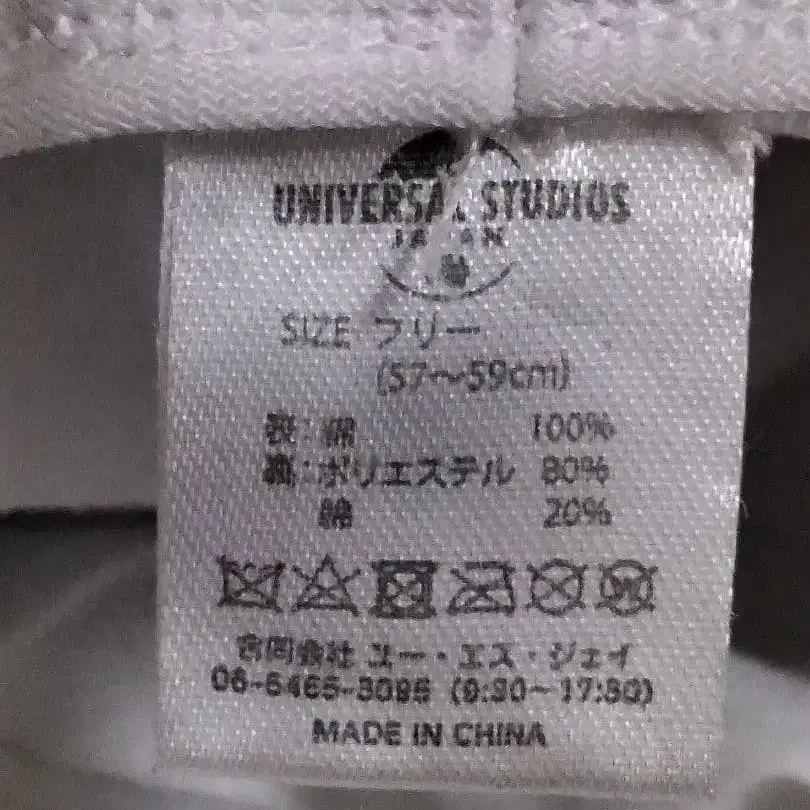 UNIVERSAL STUDIOS
JAPAN
SIZE フリー
(57～59cm)
表:綿 100%
裏:ポリエステル 80%
綿 20%
合同会社 ユー・エス・ジェイ
06-6465-3095 (9:30～17:30)
MADE IN CHINA